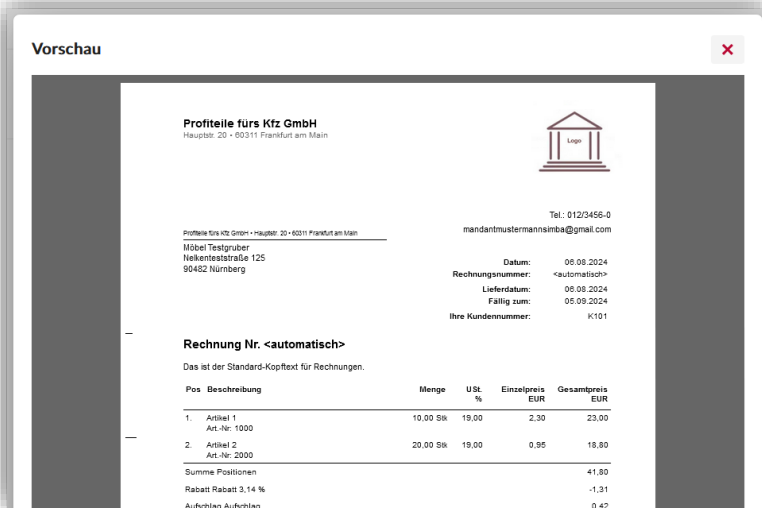 Vorschau
Profiteile fürs Kfz GmbH
Hauptstr. 20 • 60311 Frankfurt am Main
Logo
Tel.: 012/3456-0
mandantmustermannsimba@gmail.com
Profiteile fürs Kfz GmbH • Hauptstr. 20 • 60311 Frankfurt am Main
Möbel Testgruber
Nelkenteststraße 125
90482 Nürnberg
Datum: 06.08.2024
Rechnungsnummer: <automatisch>
Lieferdatum: 06.08.2024
Fällig zum: 05.09.2024
Ihre Kundennummer: K101
Rechnung Nr. <automatisch>
Das ist der Standard-Kopftext für Rechnungen.
Pos Beschreibung Menge USt. Einzelpreis Gesamtpreis
% EUR EUR
1. Artikel 1 10,00 Stk 19,00 2,30 23,00
Art.-Nr: 1000
2. Artikel 2 20,00 Stk 19,00 0,95 18,80
Art.-Nr: 2000
Summe Positionen 41,80
Rabatt Rabatt 3,14 % -1,31
Aufschlag Aufschlag 0,42